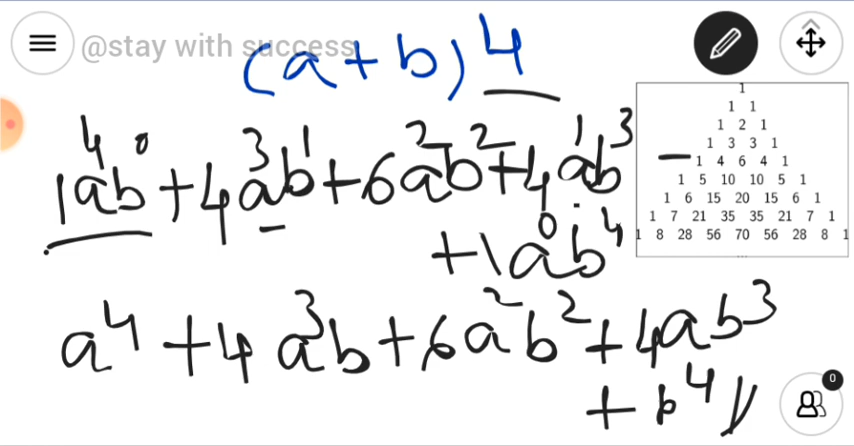 @stay with success
(a+b)4
1a4b0+4a3b1+6a2b2+4a1b3
+1a0b4
a4+4a3b+6a2b2+4ab3
+b4
1
1 1
1 2 1
1 3 3 1
1 4 6 4 1
1 5 10 10 5 1
1 6 15 20 15 6 1
1 7 21 35 35 21 7 1
1 8 28 56 70 56 28 8 1
...
0